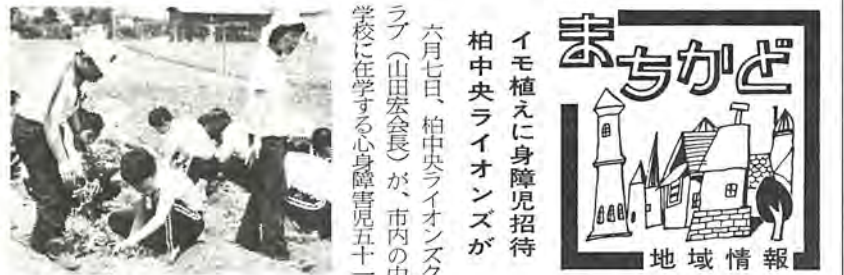 まちかど
地域情報
イモ植えに身障児招待
柏中央ライオンズが
六月七日、柏中央ライオンズク
ラブ（山田宏会長）が、市内の中
学校に在学する心身障害児五十一